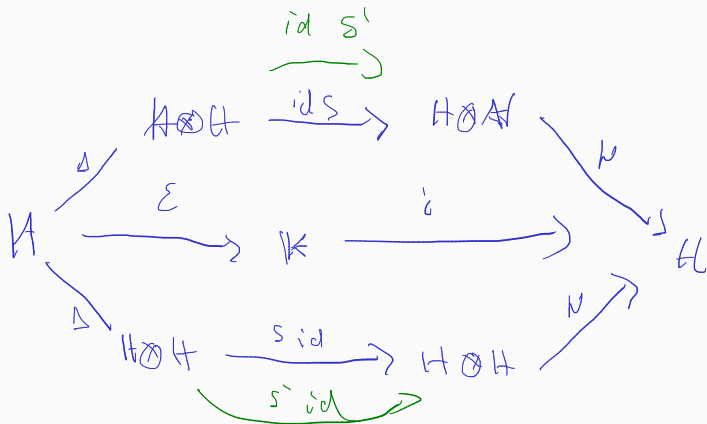 id S'
H⊗H id S H⊗H
Δ μ
ε i
H K H
Δ μ
H⊗H S id H⊗H
S' id